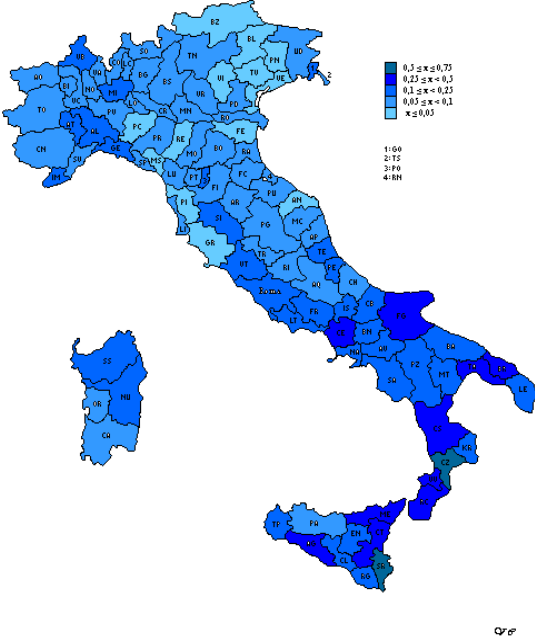 BZ
SO
BL
TN
PN
UD
VB
CO
LC
VA
BG
BS
VI
TV
VE
2
AO
BI
NO
MI
VR
PD
TO
VC
LO
PU
CR
MN
RO
AT
AL
PC
PR
RE
FE
CN
GE
MO
BO
RA
SV
SP
MS
IM
LU
PT
FI
FC
4
PI
AR
PU
AN
LI
SI
MC
GR
PG
AP
TR
TE
VT
RI
PE
AQ
CH
Roma
FR
IS
CB
FG
LT
CE
BN
NA
AU
BA
SA
PZ
MT
BR
LE
SS
NU
OR
CA
CS
KR
CZ
TP
PA
ME
EN
CT
CL
RG
SR
0,5 ≤ x ≤ 0,75
0,25 ≤ x < 0,5
0,1 ≤ x < 0,25
0,05 ≤ x < 0,1
x ≤ 0,05
1: GO
2: TS
3: PO
4: RN